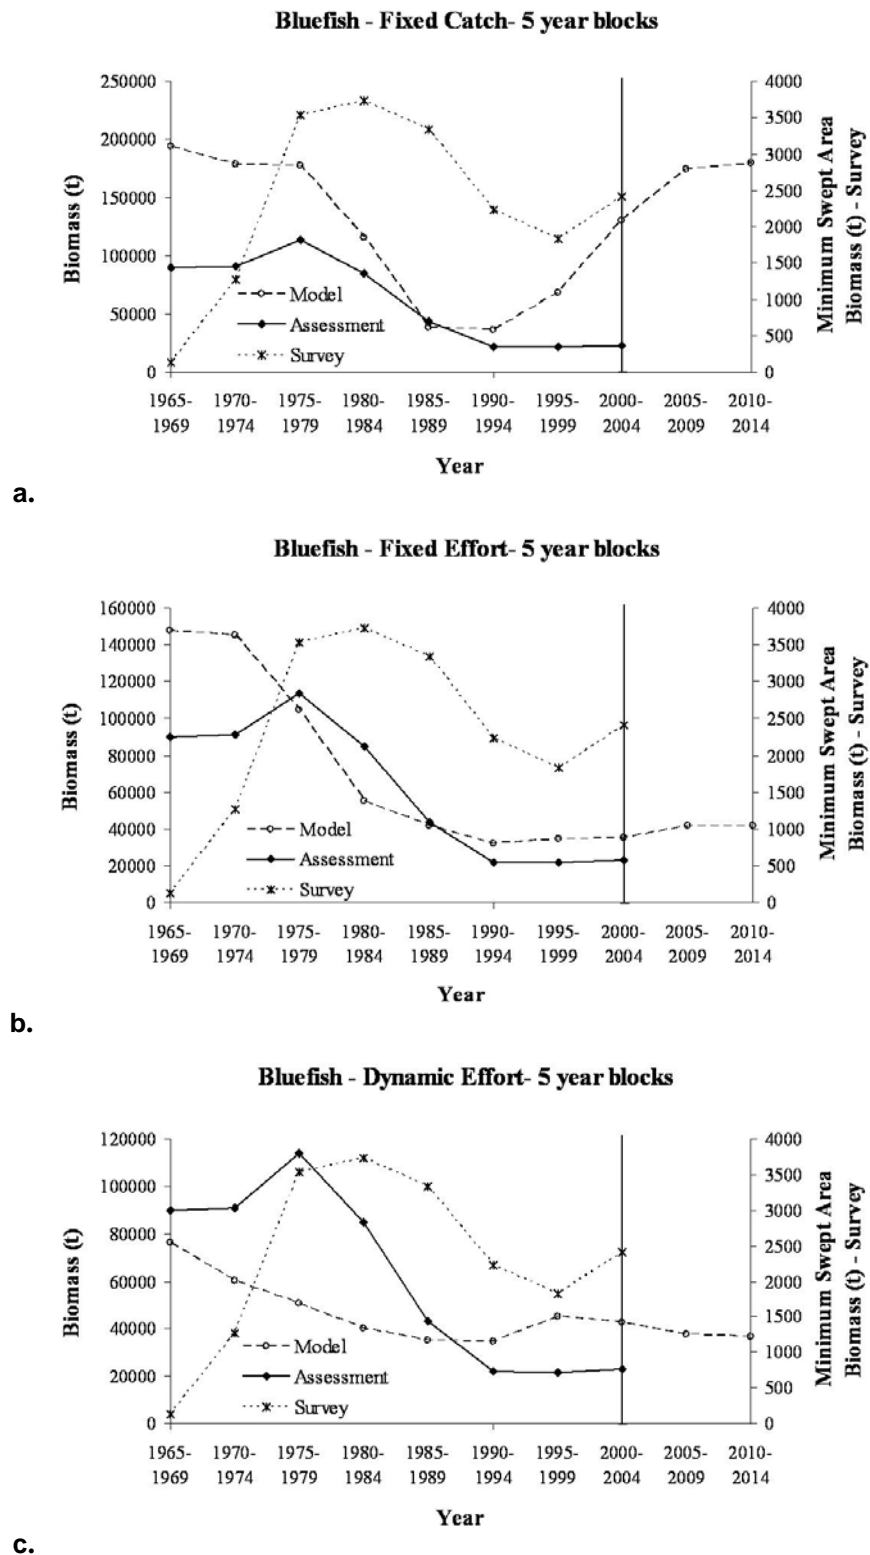 Bluefish - Fixed Catch- 5 year blocks
250000
200000
150000
100000
50000
0
Biomass (t)
4000
3500
3000
2500
2000
1500
1000
500
0
Minimum Swept Area
Biomass (t) - Survey
Model
Assessment
Survey
1965- 1970- 1975- 1980- 1985- 1990- 1995- 2000- 2005- 2010-
1969 1974 1979 1984 1989 1994 1999 2004 2009 2014
Year
a.
Bluefish - Fixed Effort- 5 year blocks
160000
140000
120000
100000
80000
60000
40000
20000
0
Biomass (t)
4000
3500
3000
2500
2000
1500
1000
500
0
Minimum Swept Area
Biomass (t) - Survey
Model
Assessment
Survey
1965- 1970- 1975- 1980- 1985- 1990- 1995- 2000- 2005- 2010-
1969 1974 1979 1984 1989 1994 1999 2004 2009 2014
Year
b.
Bluefish - Dynamic Effort- 5 year blocks
120000
100000
80000
60000
40000
20000
0
Biomass (t)
4000
3500
3000
2500
2000
1500
1000
500
0
Minimum Swept Area
Biomass (t) - Survey
Model
Assessment
Survey
1965- 1970- 1975- 1980- 1985- 1990- 1995- 2000- 2005- 2010-
1969 1974 1979 1984 1989 1994 1999 2004 2009 2014
Year
c.